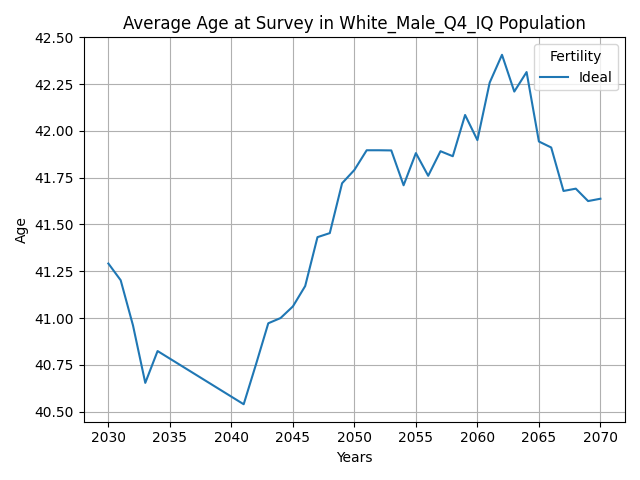 Average Age at Survey in White_Male_Q4_IQ Population
42.50
42.25
42.00
41.75
41.50
41.25
41.00
40.75
40.50
Age
Fertility
Ideal
2030 2035 2040 2045 2050 2055 2060 2065 2070
Years